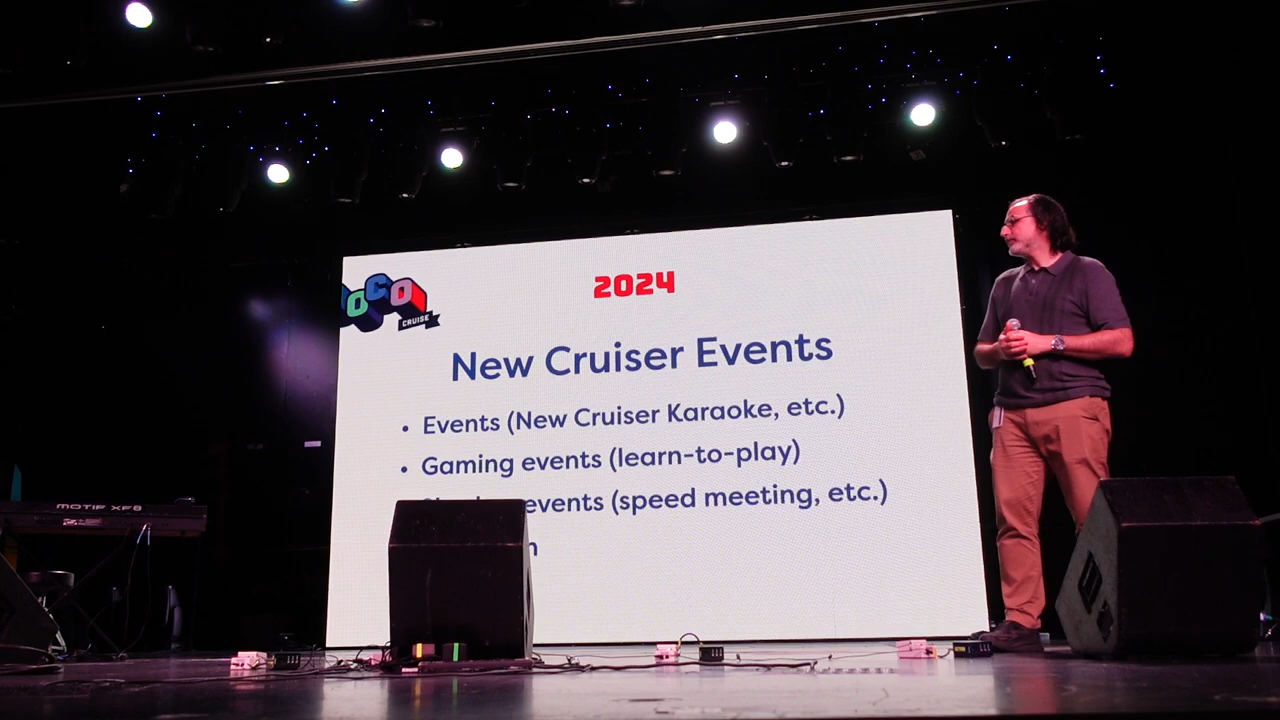 2024
OCO
CRUISE
New Cruiser Events
• Events (New Cruiser Karaoke, etc.)
• Gaming events (learn-to-play)
events (speed meeting, etc.)
MOTIF XF8